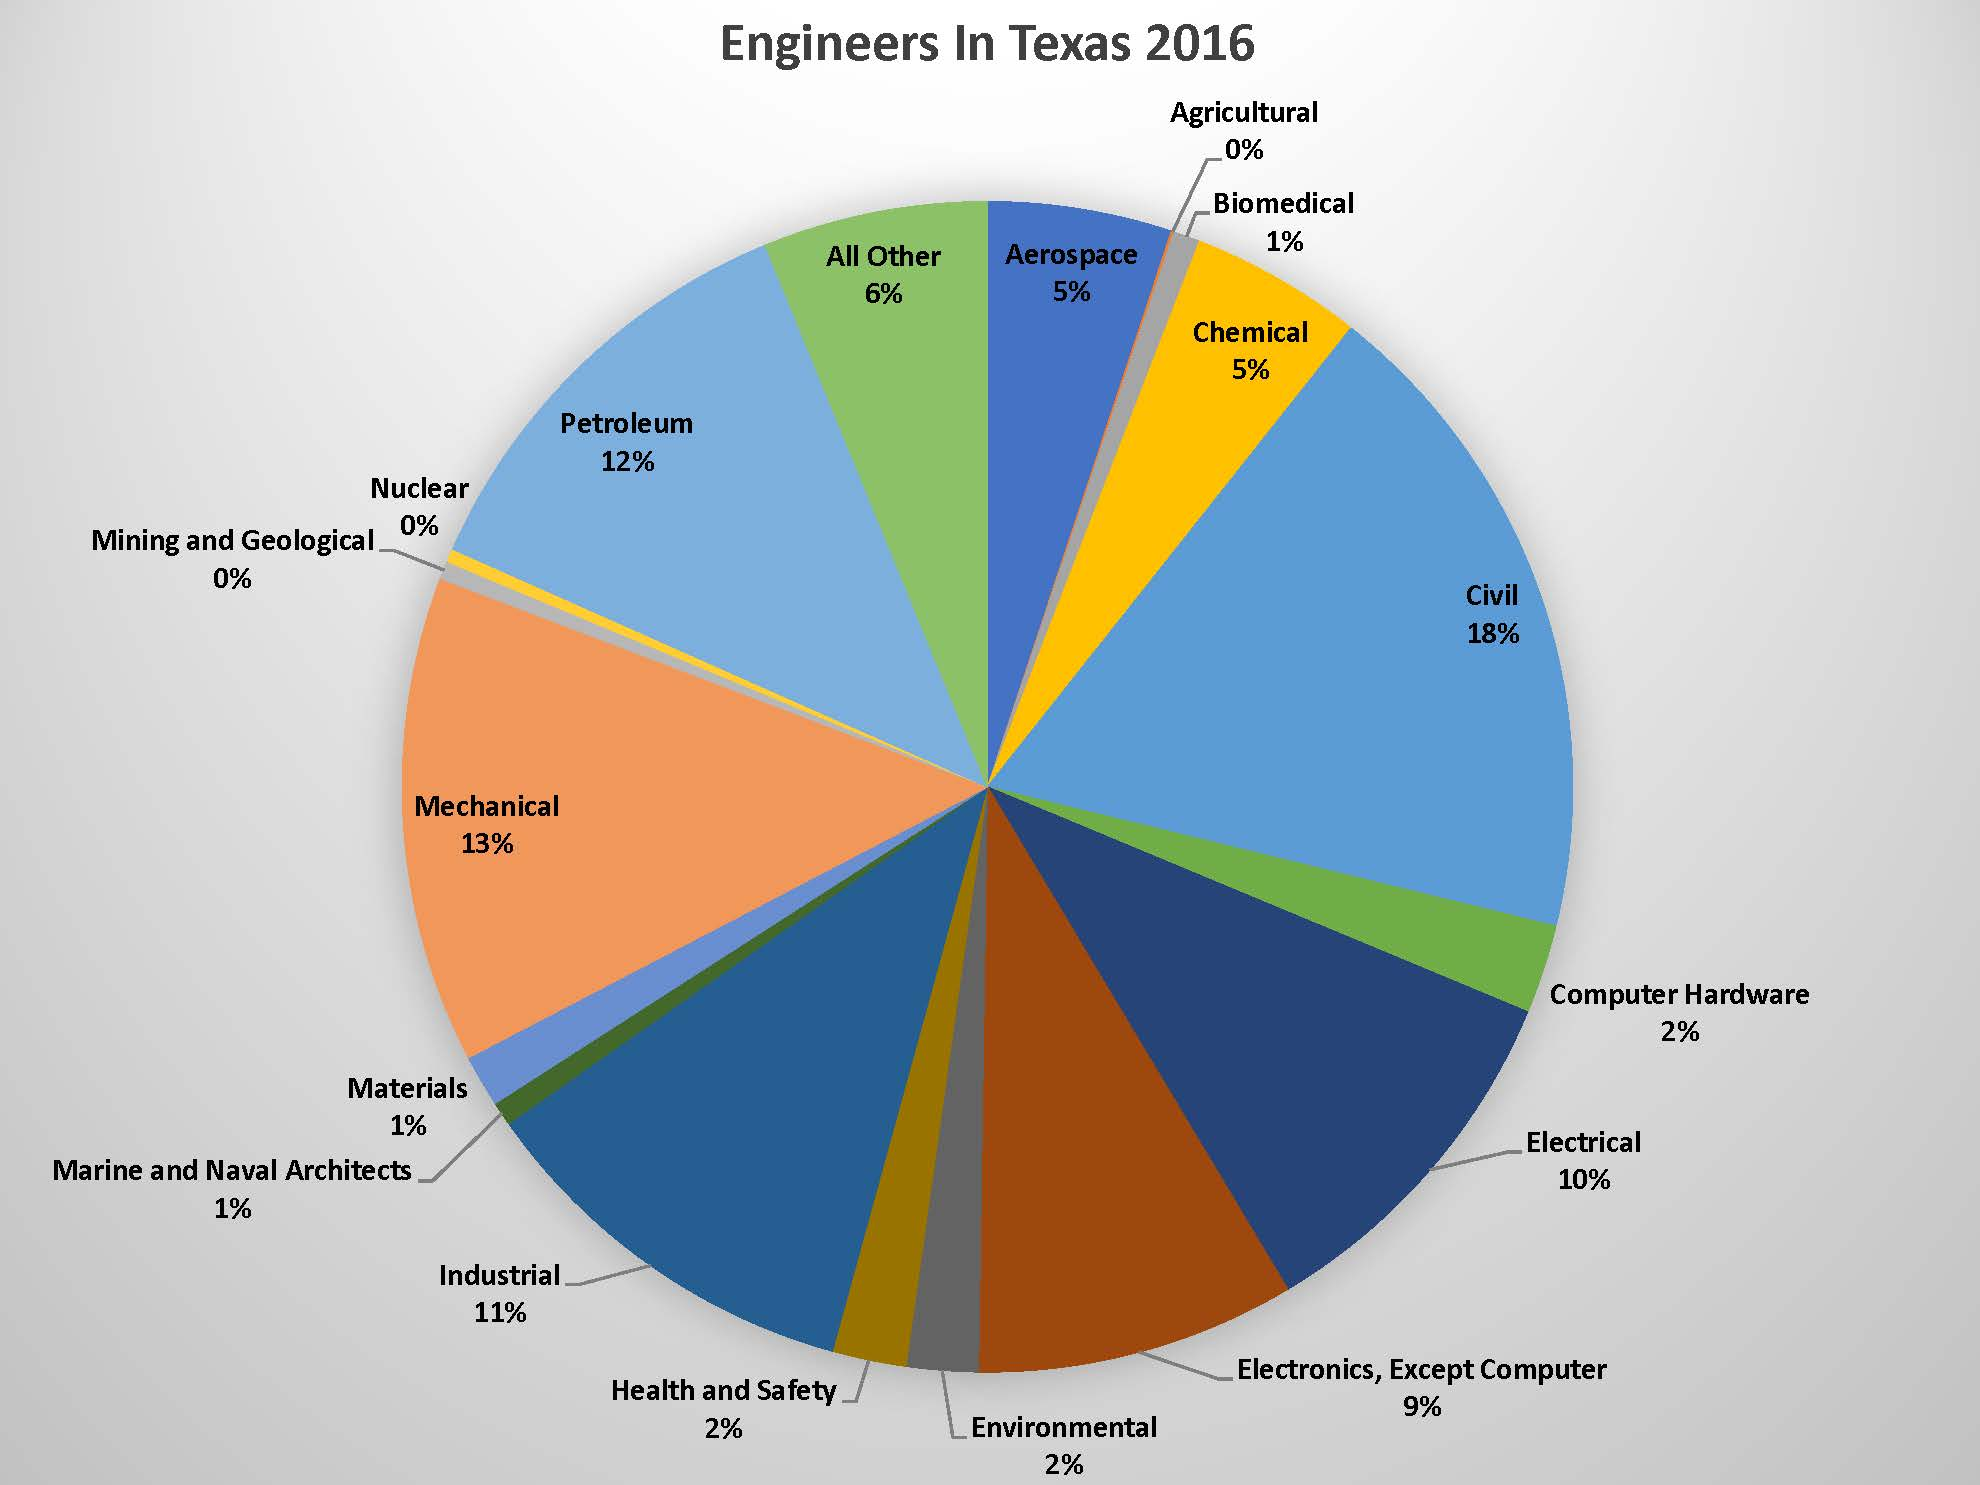 Engineers In Texas 2016
Agricultural
0%
Biomedical
1%
All Other
6%
Aerospace
5%
Chemical
5%
Petroleum
12%
Civil
18%
Nuclear
0%
Mining and Geological
0%
Mechanical
13%
Computer Hardware
2%
Materials
1%
Electrical
10%
Marine and Naval Architects
1%
Industrial
11%
Electronics, Except Computer
9%
Health and Safety
2%
Environmental
2%